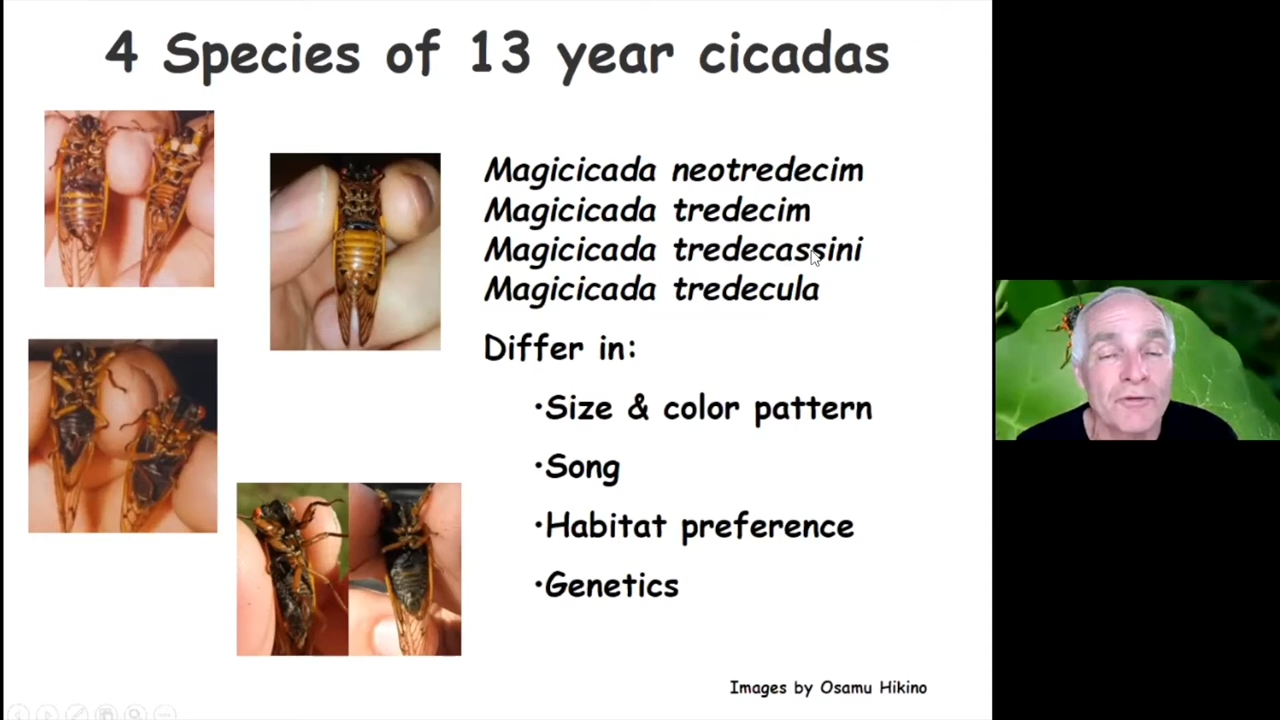 4 Species of 13 year cicadas
Magicicada neotredecim
Magicicada tredecim
Magicicada tredecassini
Magicicada tredecula
Differ in:
•Size & color pattern
•Song
•Habitat preference
•Genetics
Images by Osamu Hikino